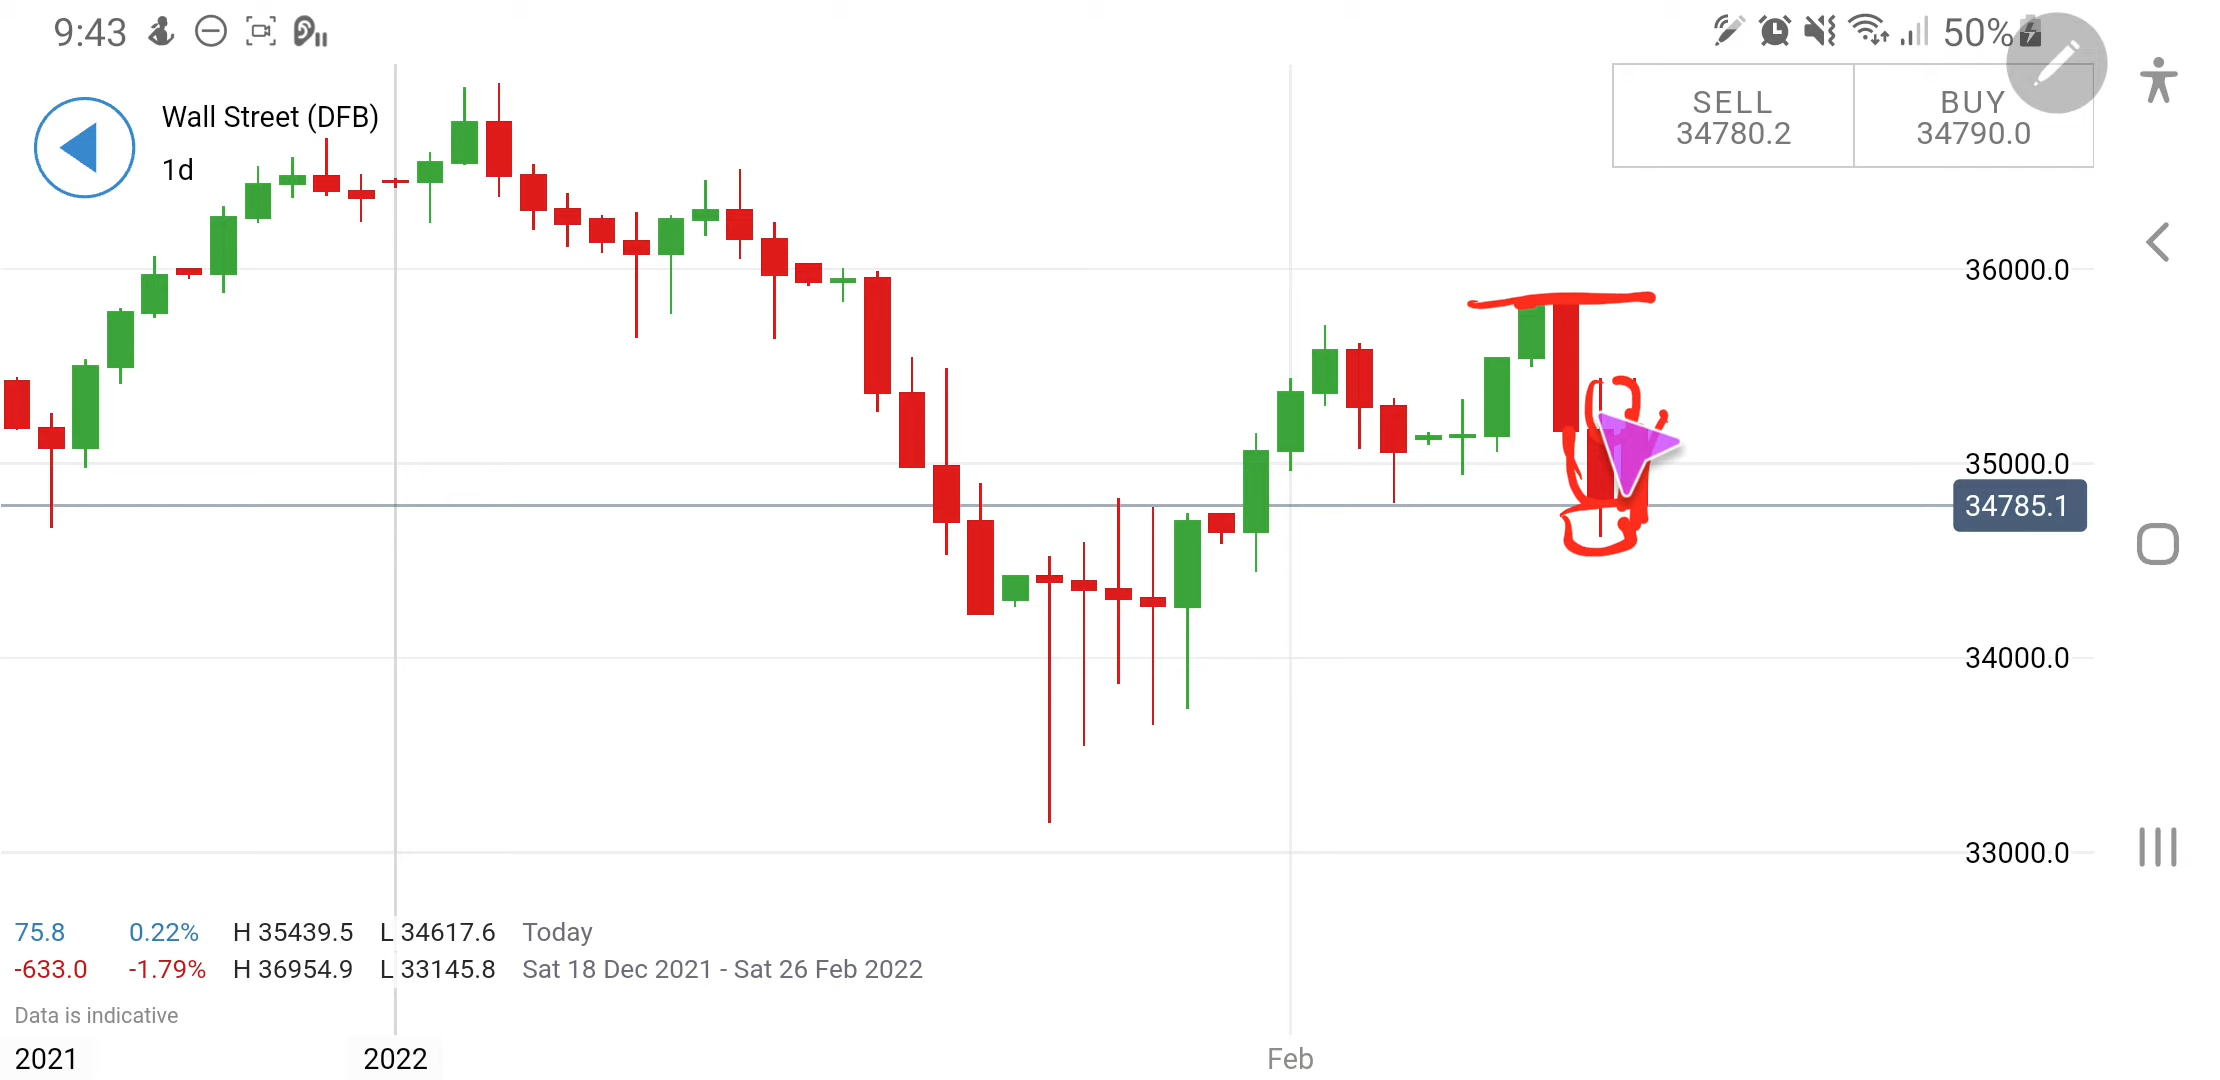 9:43
50%
Wall Street (DFB)
1d
SELL
34780.2
BUY
34790.0
36000.0
35000.0
34785.1
34000.0
33000.0
75.8 0.22% H 35439.5 L 34617.6 Today
-633.0 -1.79% H 36954.9 L 33145.8 Sat 18 Dec 2021 - Sat 26 Feb 2022
Data is indicative
2021 2022 Feb